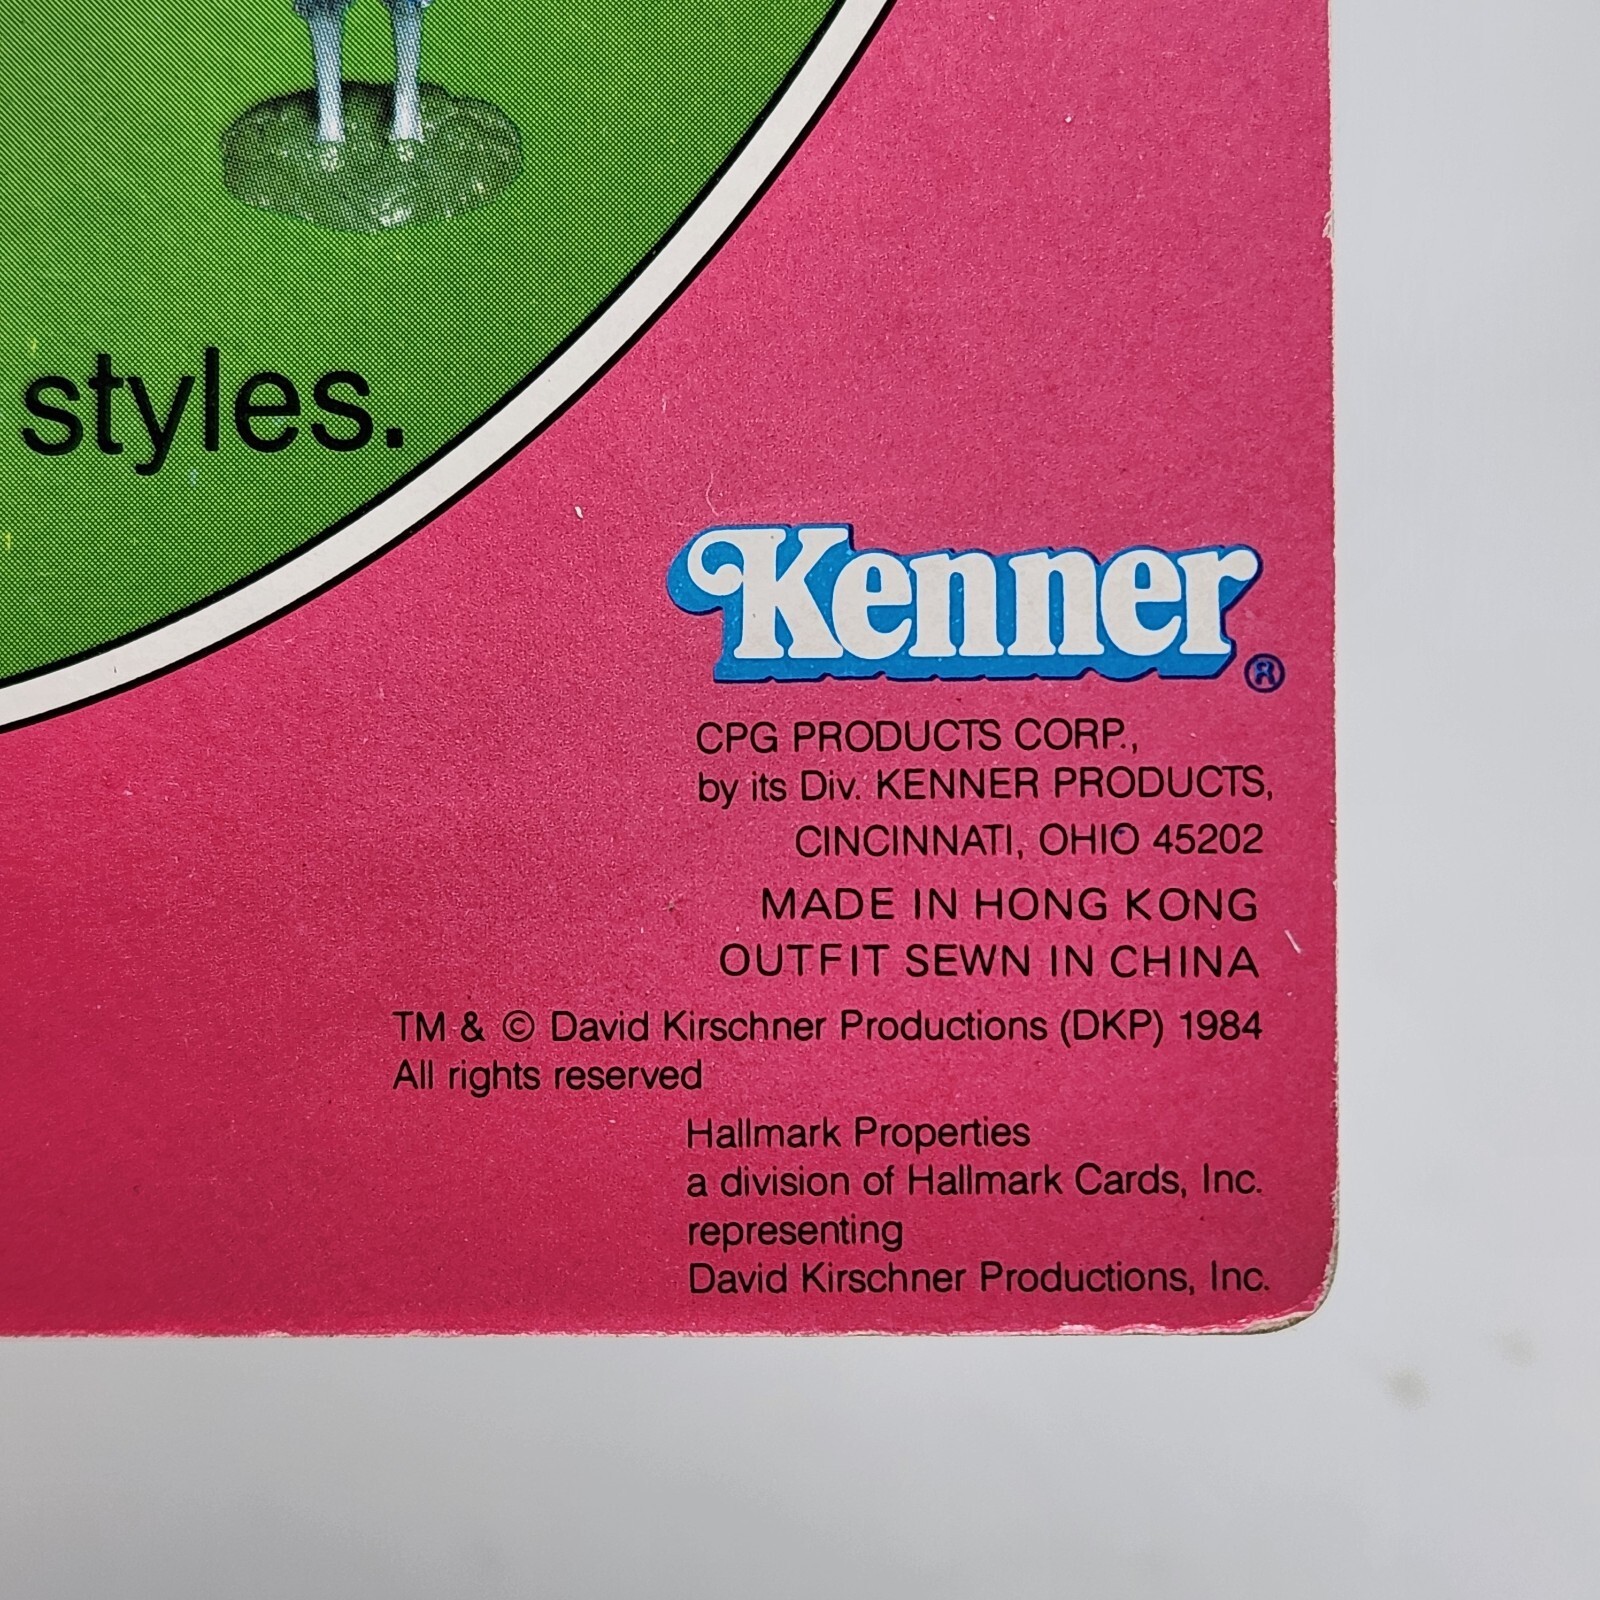 styles.
Kenner®
CPG PRODUCTS CORP.,
by its Div. KENNER PRODUCTS,
CINCINNATI, OHIO 45202
MADE IN HONG KONG
OUTFIT SEWN IN CHINA
TM & © David Kirschner Productions (DKP) 1984
All rights reserved
Hallmark Properties
a division of Hallmark Cards, Inc.
representing
David Kirschner Productions, Inc.